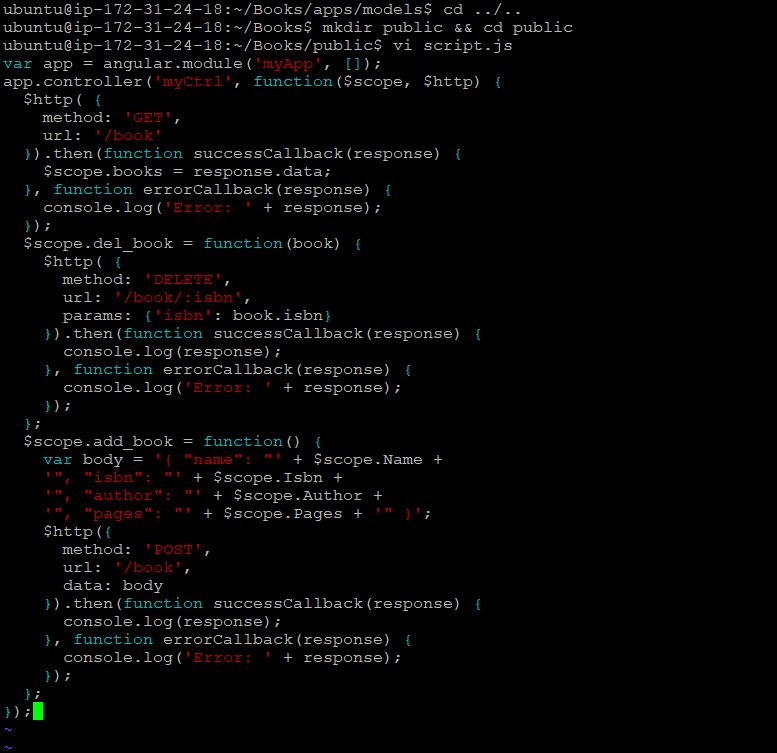 ubuntu@ip-172-31-24-18:~/Books/apps/models$ cd ../..
ubuntu@ip-172-31-24-18:~/Books$ mkdir public && cd public
ubuntu@ip-172-31-24-18:~/Books/public$ vi script.js
var app = angular.module('myApp', []);
app.controller('myCtrl', function($scope, $http) {
  $http( {
    method: 'GET',
    url: '/book'
  }).then(function successCallback(response) {
    $scope.books = response.data;
  }, function errorCallback(response) {
    console.log('Error: ' + response);
  });
  $scope.del_book = function(book) {
    $http( {
      method: 'DELETE',
      url: '/book/:isbn',
      params: {'isbn': book.isbn}
    }).then(function successCallback(response) {
      console.log(response);
    }, function errorCallback(response) {
      console.log('Error: ' + response);
    });
  };
  $scope.add_book = function() {
    var body = '{ "name": "' + $scope.Name +
    '", "isbn": "' + $scope.Isbn +
    '", "author": "' + $scope.Author +
    '", "pages": "' + $scope.Pages + '" }';
    $http({
      method: 'POST',
      url: '/book',
      data: body
    }).then(function successCallback(response) {
      console.log(response);
    }, function errorCallback(response) {
      console.log('Error: ' + response);
    });
  };
});
~
~